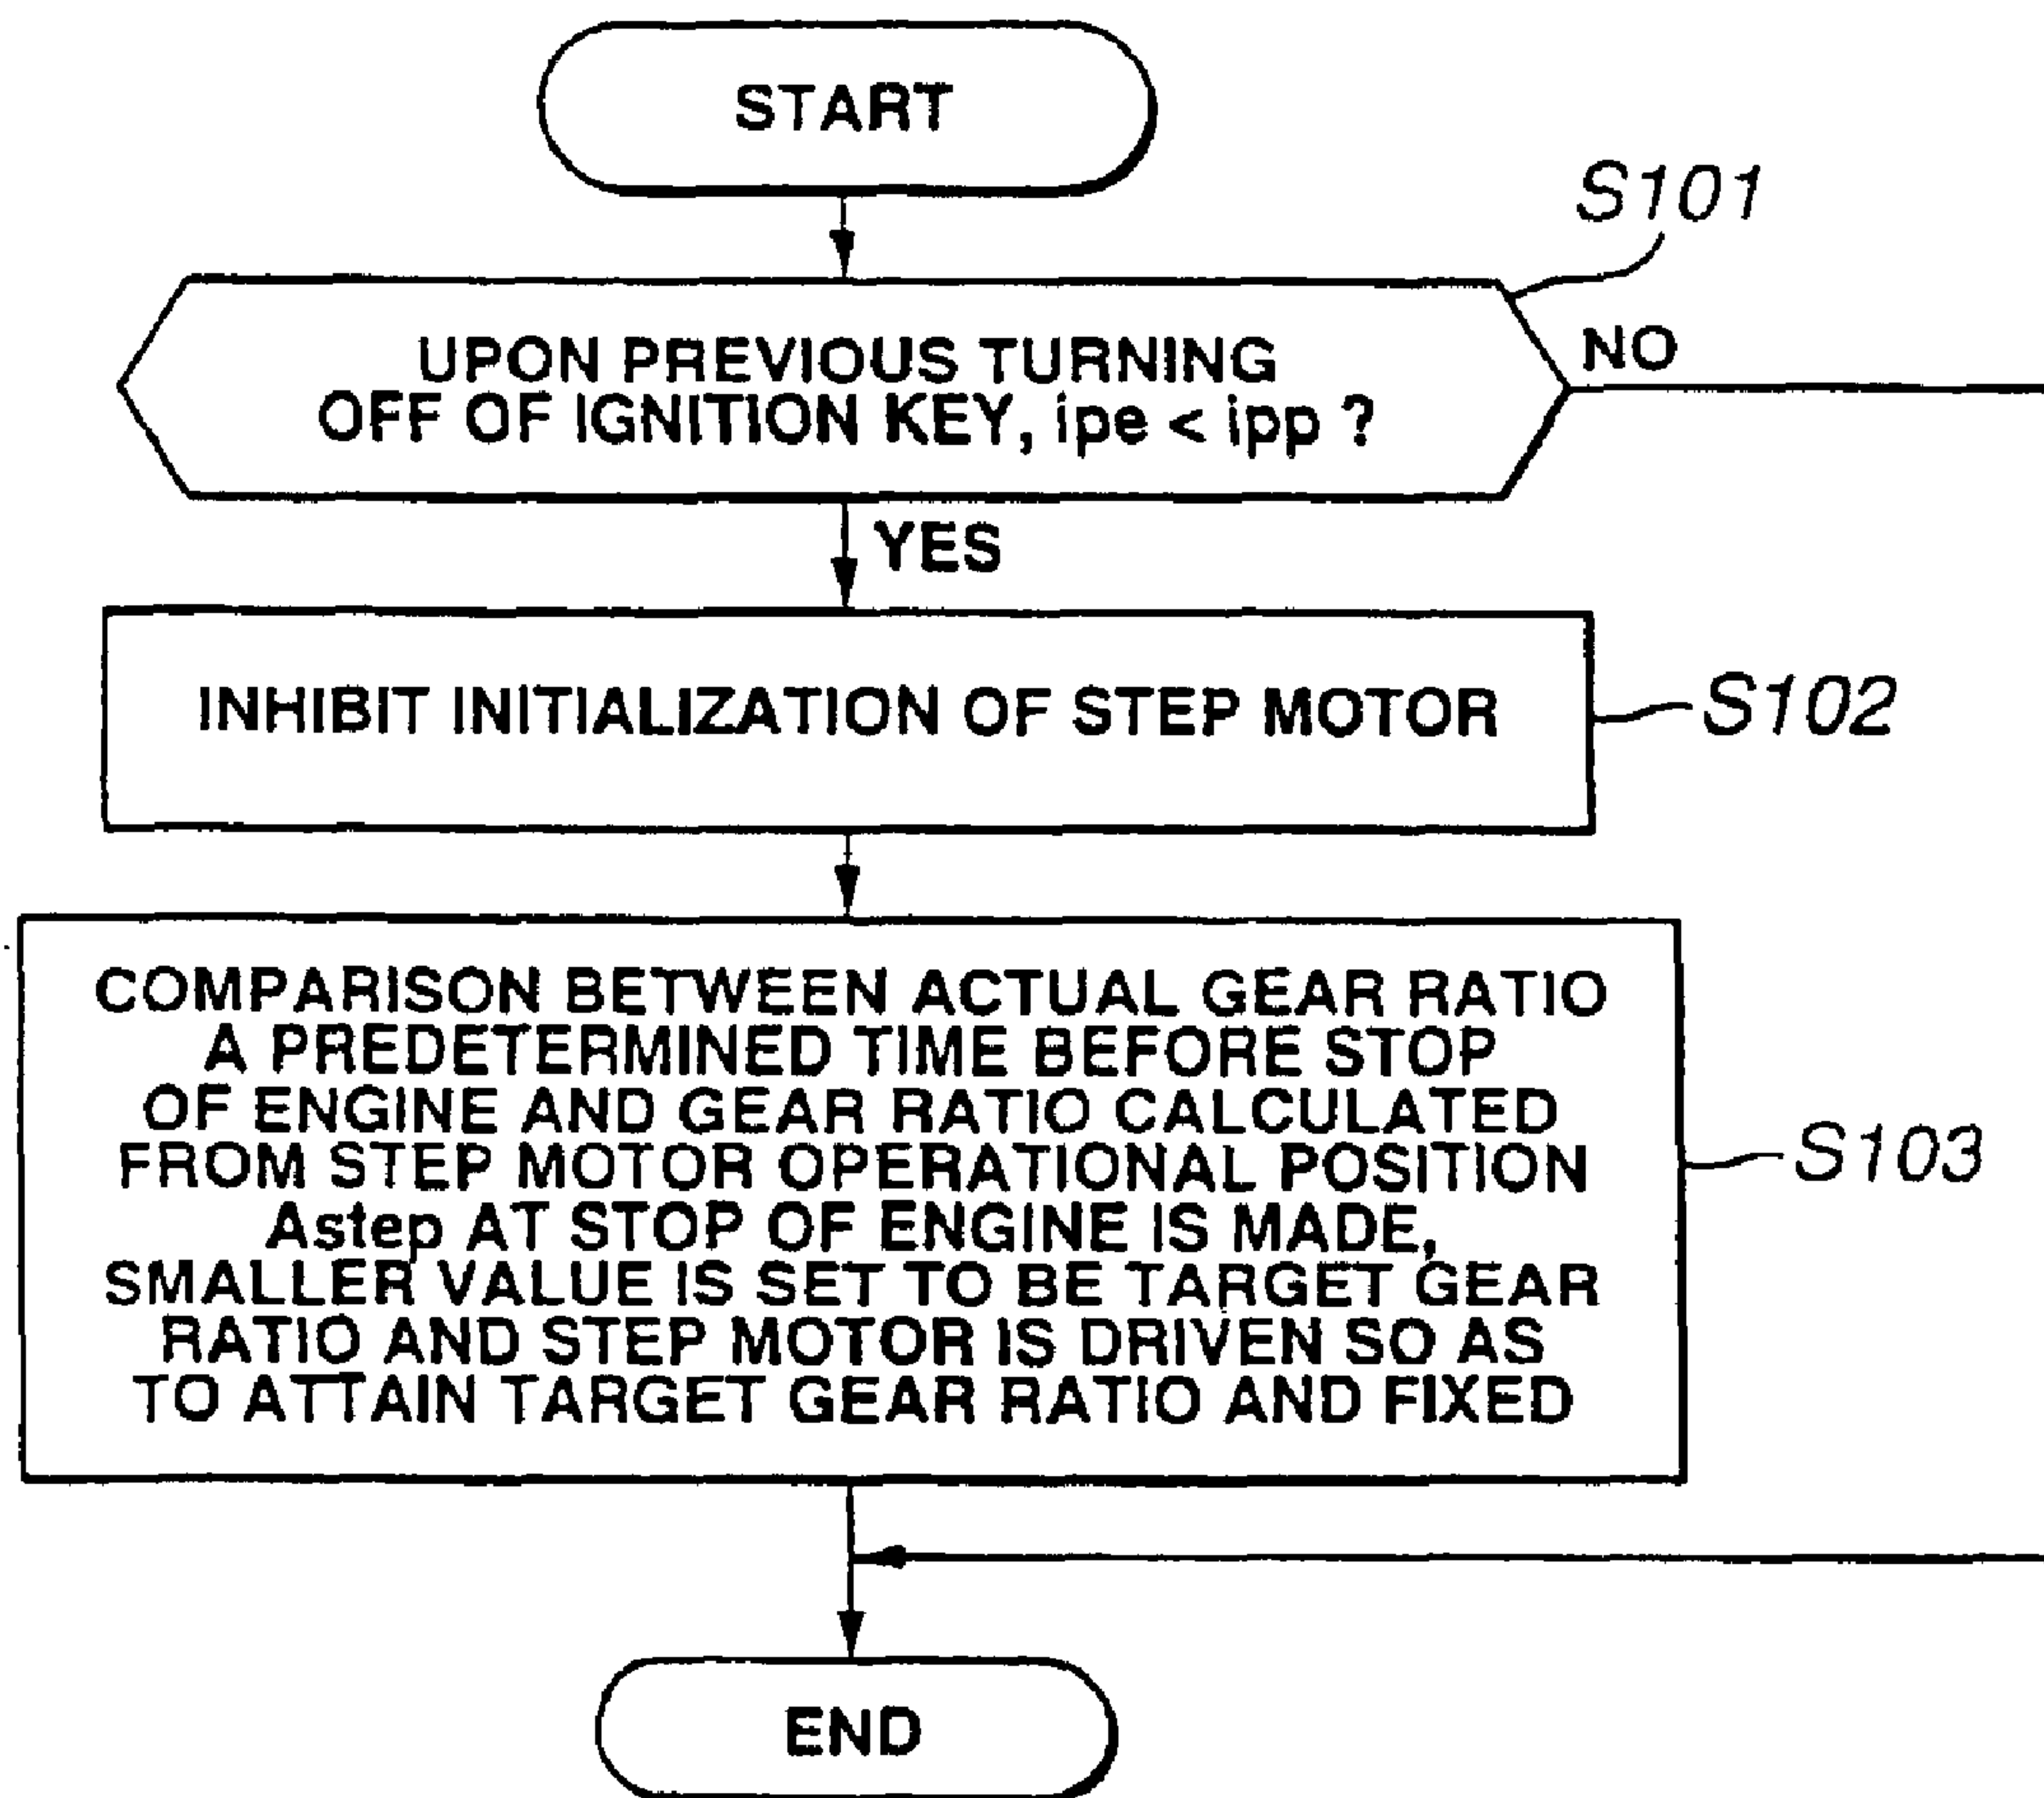 START
S101
UPON PREVIOUS TURNING
OFF OF IGNITION KEY, ipe < ipp ?
NO
YES
INHIBIT INITIALIZATION OF STEP MOTOR
S102
COMPARISON BETWEEN ACTUAL GEAR RATIO
A PREDETERMINED TIME BEFORE STOP
OF ENGINE AND GEAR RATIO CALCULATED
FROM STEP MOTOR OPERATIONAL POSITION
Astep AT STOP OF ENGINE IS MADE,
SMALLER VALUE IS SET TO BE TARGET GEAR
RATIO AND STEP MOTOR IS DRIVEN SO AS
TO ATTAIN TARGET GEAR RATIO AND FIXED
S103
END